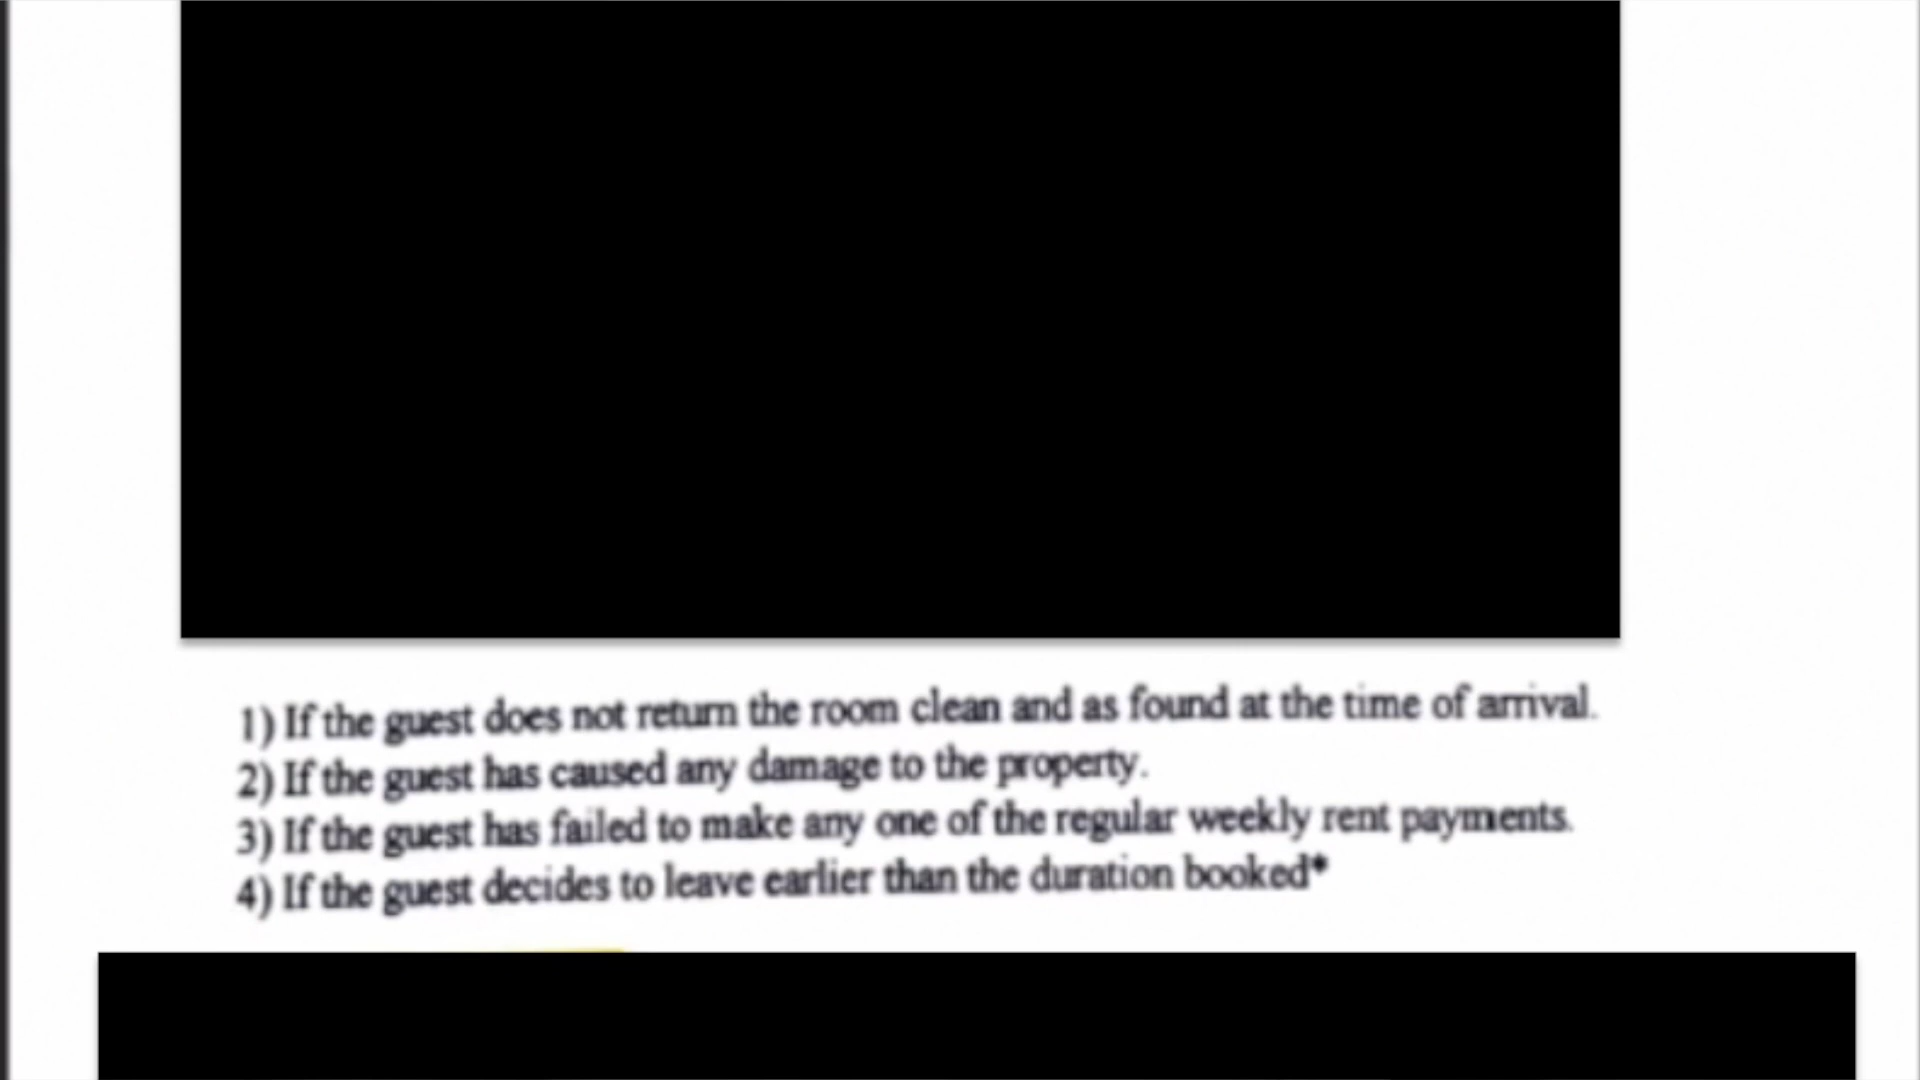 1) If the guest does not return the room clean and as found at the time of arrival.
2) If the guest has caused any damage to the property.
3) If the guest has failed to make any one of the regular weekly rent payments.
4) If the guest decides to leave earlier than the duration booked*